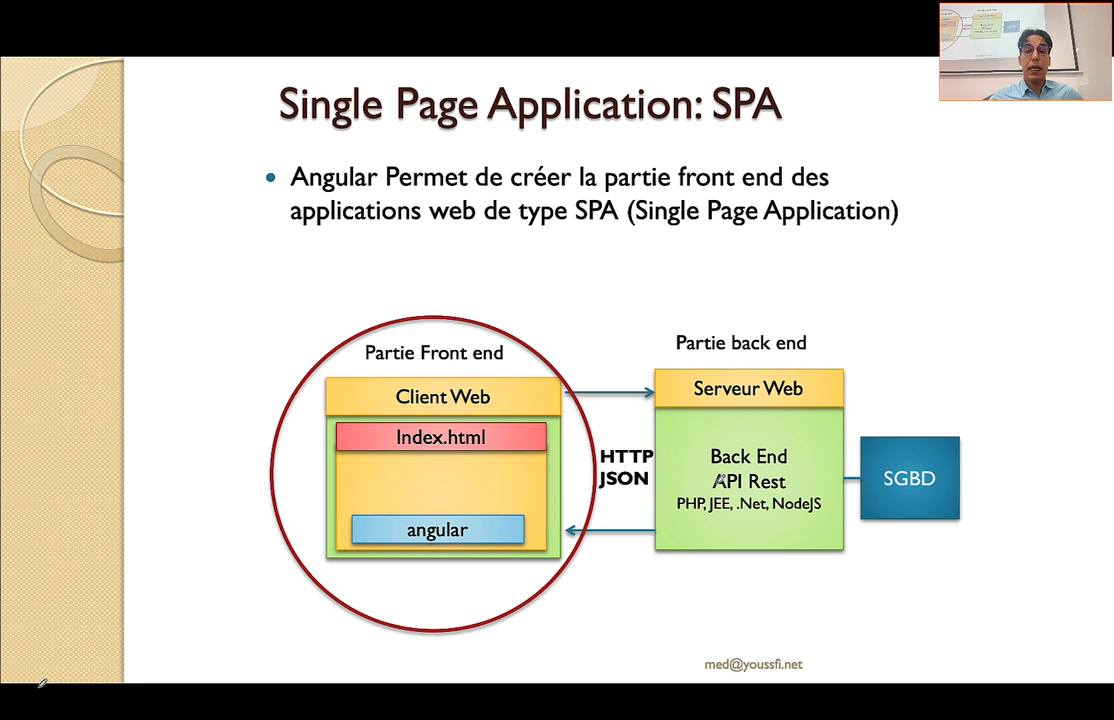 Single Page Application: SPA
Angular Permet de créer la partie front end des
applications web de type SPA (Single Page Application)
Partie Front end
Client Web
Index.html
angular
HTTP
JSON
Partie back end
Serveur Web
Back End
API Rest
PHP, JEE, .Net, NodeJS
SGBD
med@youssfi.net